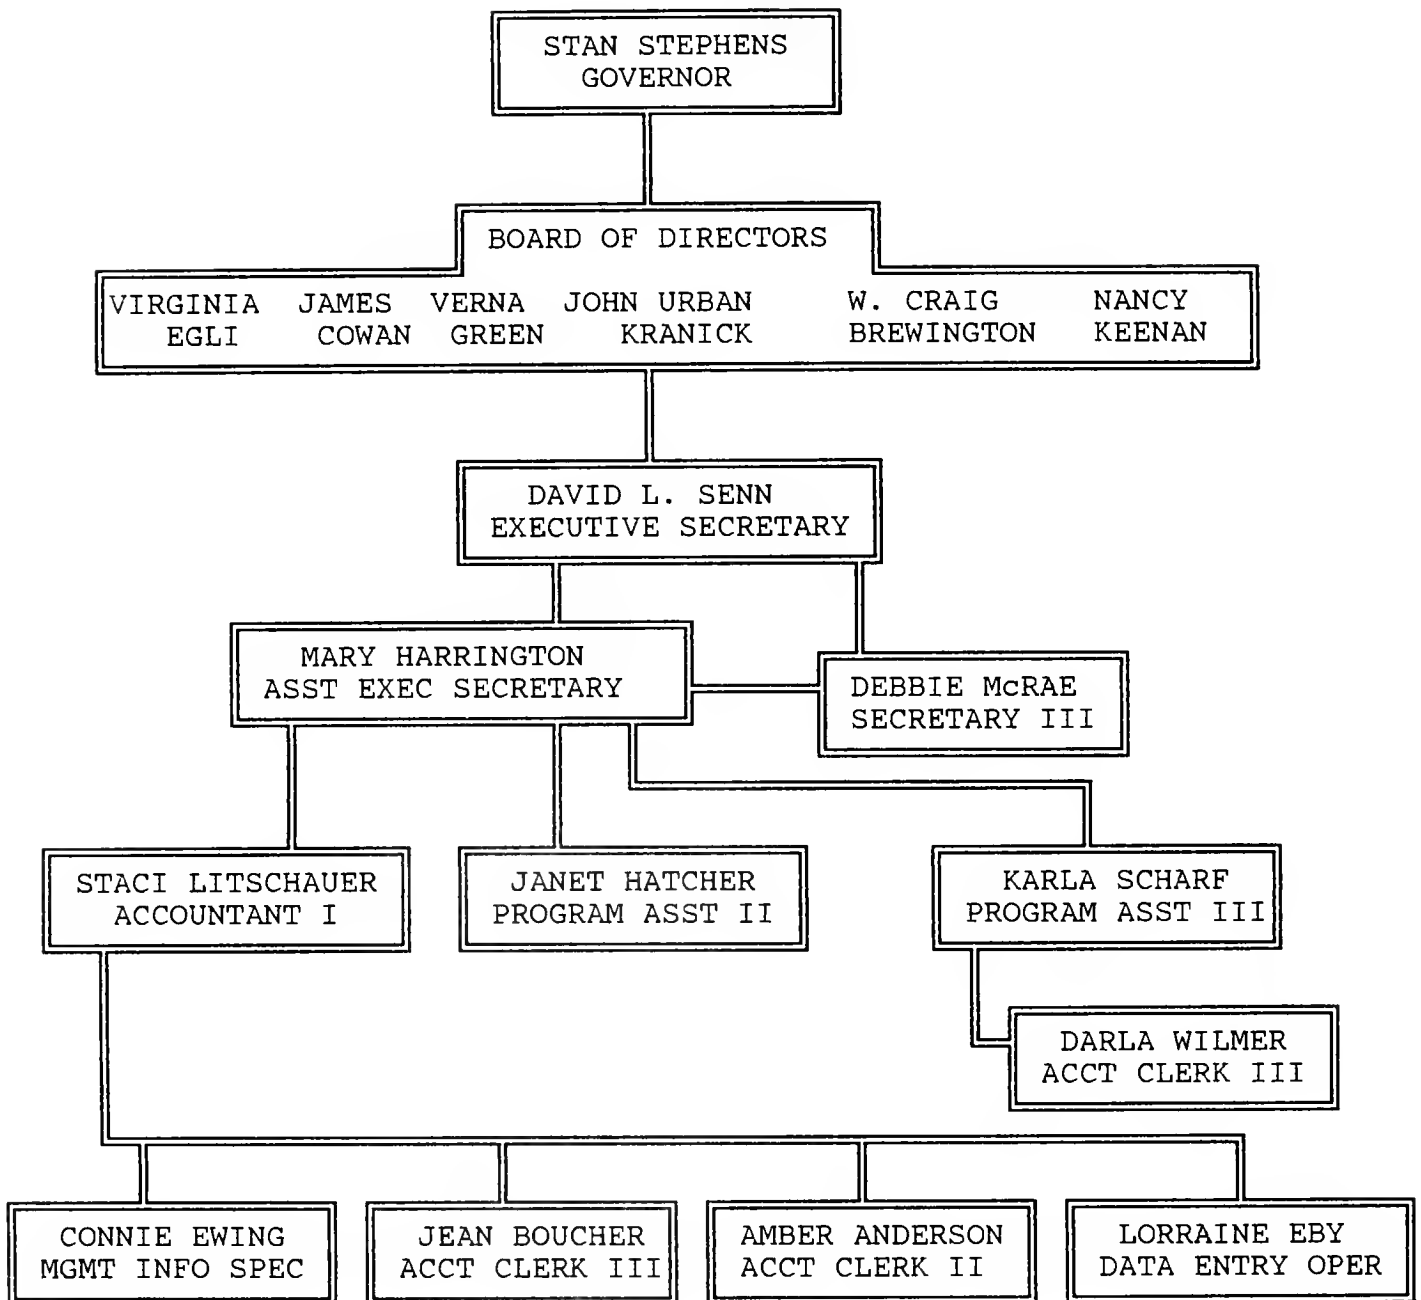 STAN STEPHENS
GOVERNOR
BOARD OF DIRECTORS
VIRGINIA JAMES VERNA JOHN URBAN W. CRAIG NANCY
EGLI COWAN GREEN KRANICK BREWINGTON KEENAN
DAVID L. SENN
EXECUTIVE SECRETARY
MARY HARRINGTON
ASST EXEC SECRETARY
DEBBIE McRAE
SECRETARY III
STACI LITSCHAUER
ACCOUNTANT I
JANET HATCHER
PROGRAM ASST II
KARLA SCHARF
PROGRAM ASST III
DARLA WILMER
ACCT CLERK III
CONNIE EWING
MGMT INFO SPEC
JEAN BOUCHER
ACCT CLERK III
AMBER ANDERSON
ACCT CLERK II
LORRAINE EBY
DATA ENTRY OPER